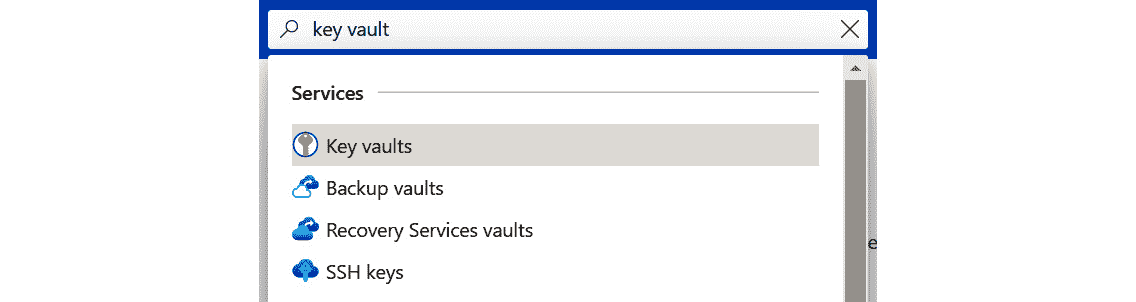 key vault
Services
Key vaults
Backup vaults
Recovery Services vaults
e
SSH keys